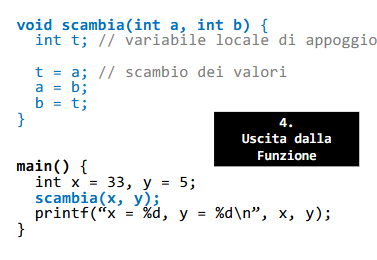 void scambia(int a, int b) {
int t; // variabile locale di appoggio
t = a; // scambio dei valori
a = b;
b = t;
}
4.
Uscita dalla
Funzione
main() {
int x = 33, y = 5;
scambia(x, y);
printf(“x = %d, y = %d\n”, x, y);
}